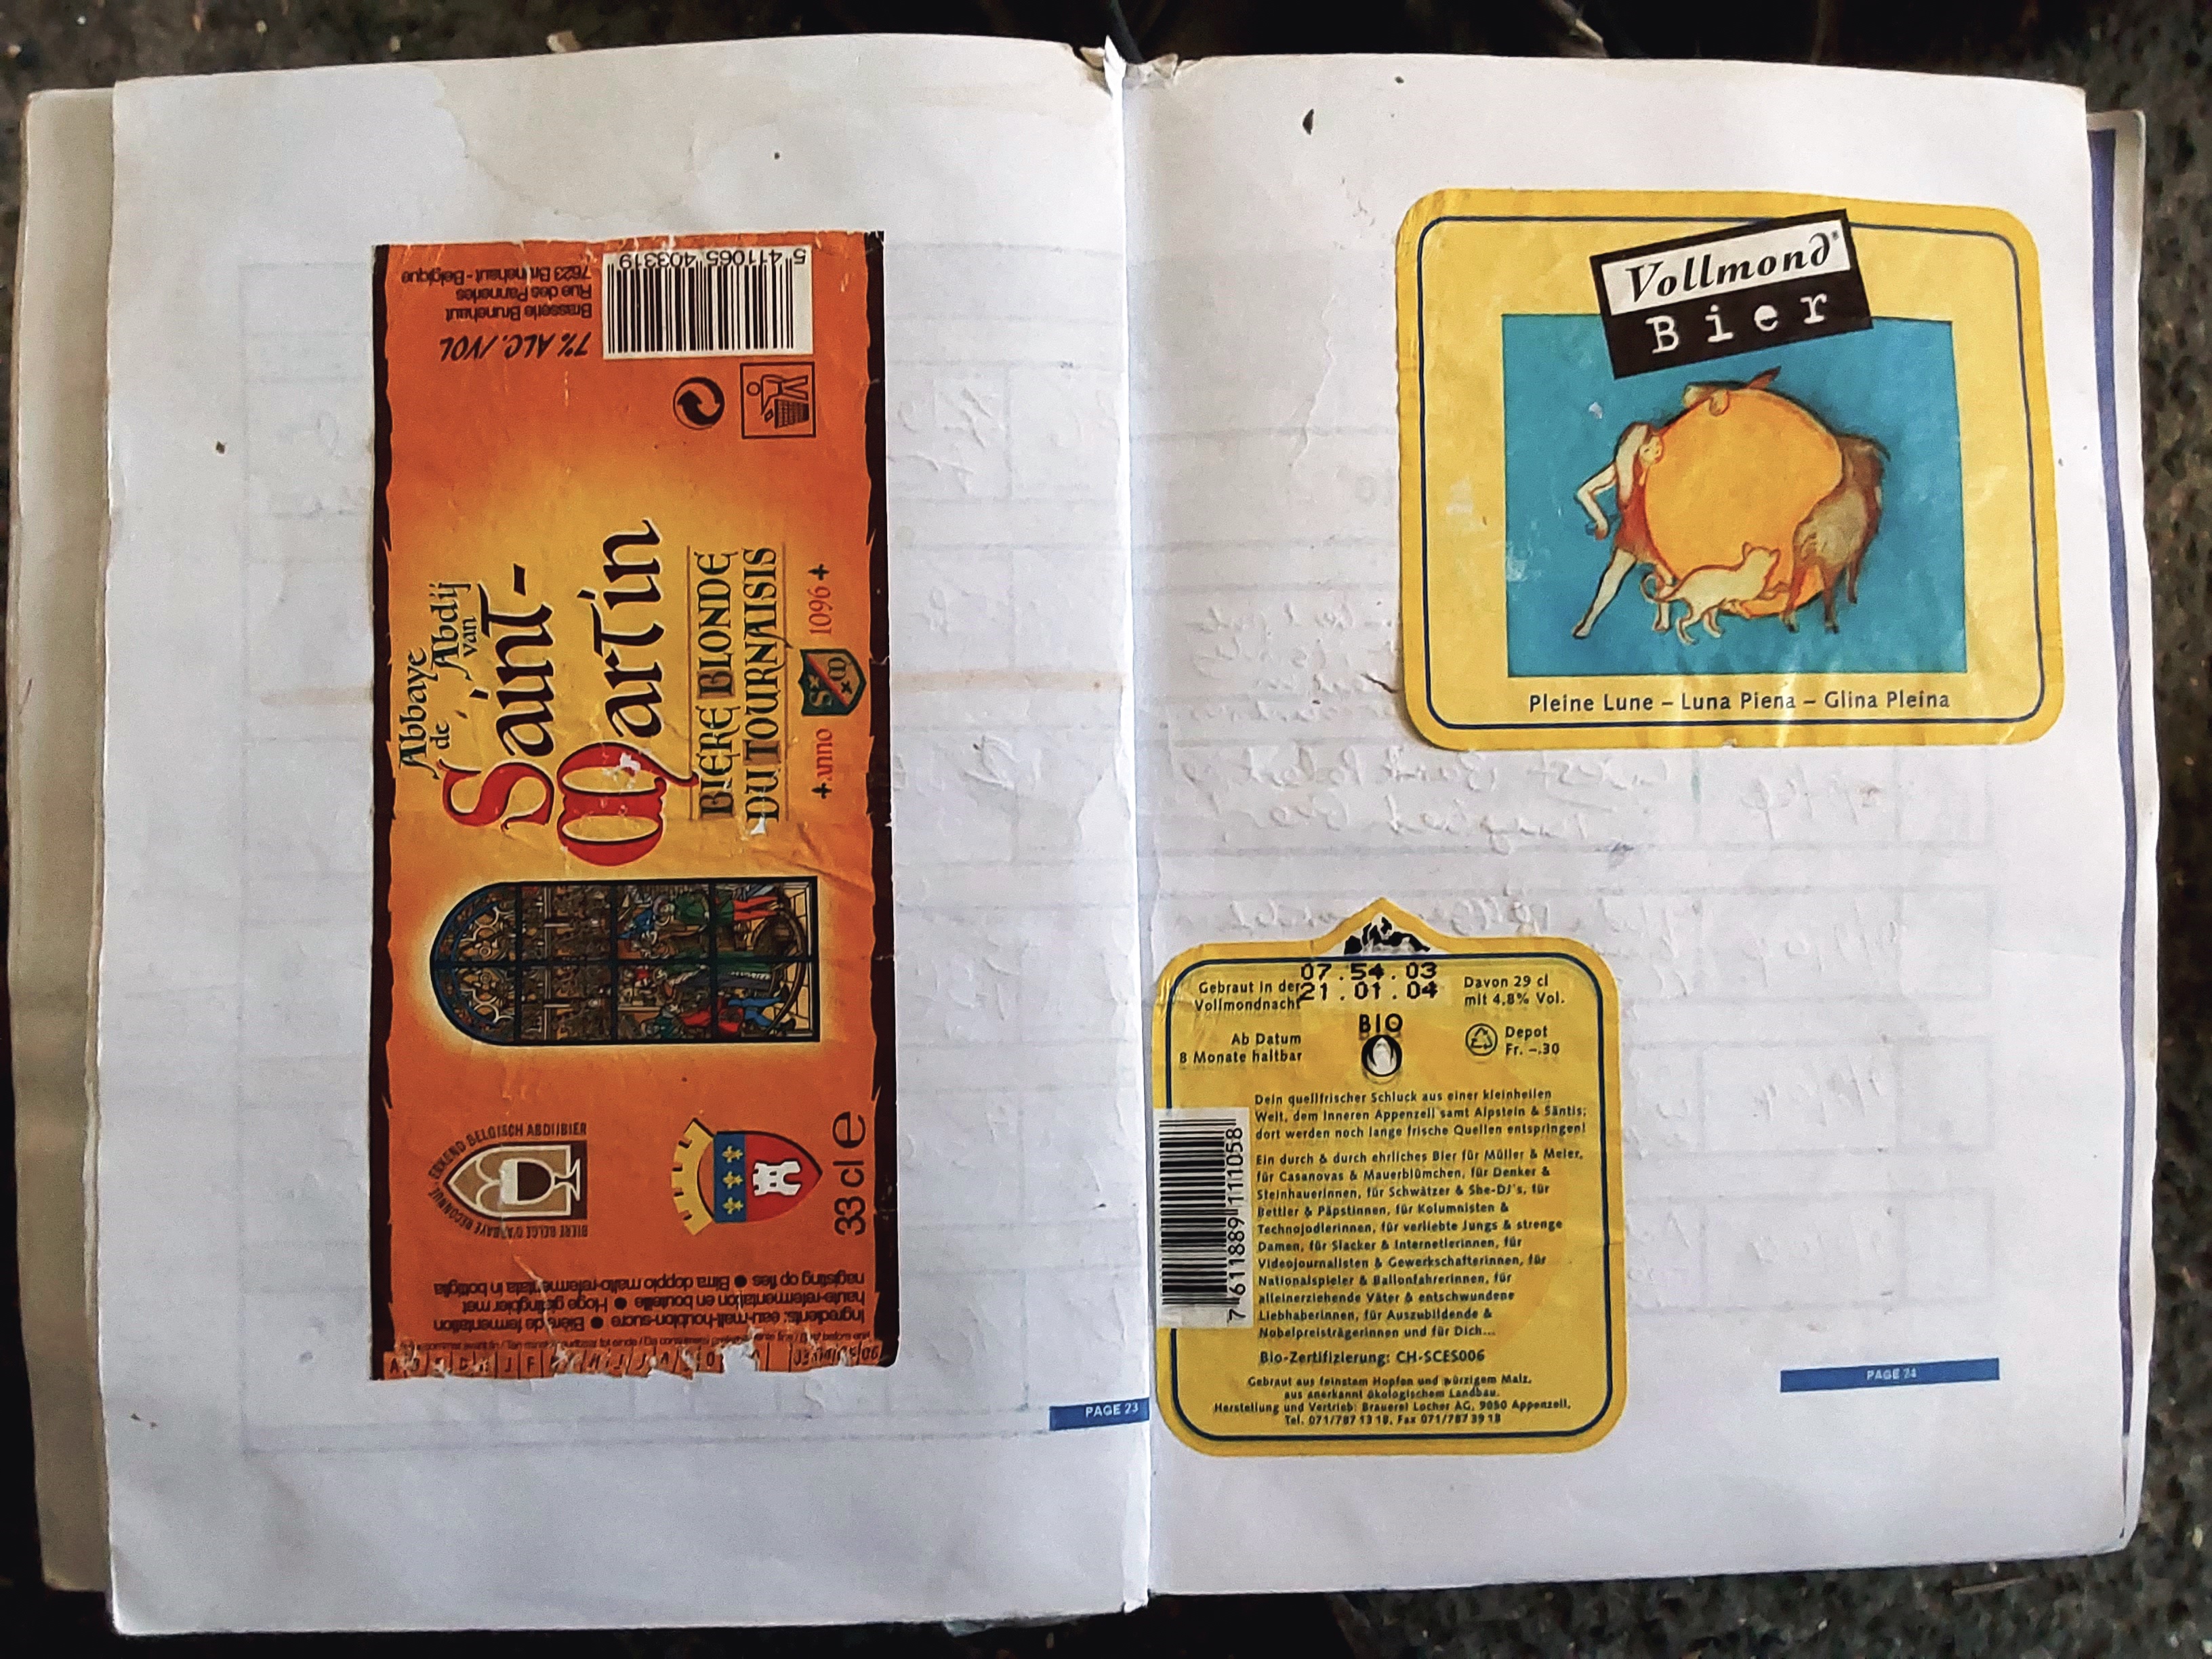 Abbaye
de Abdij
van
Saint-
Martin
BIÈRE BLONDE
DU TOURNAISIS
Anno 1096
SM
5 411065 403319
7% ALC./VOL
Brasserie Brunehaut
Rue des Panneries
7623 Brunehaut - Belgique
BIERE BELGE D'ABBAYE RECONNUE, ERKEND BELGISCH ABDIJBIER
33 cl e
Ingredients: eau-malt-houblon-sucre ● Bière de fermentation
haute-refermentation en bouteille ● Hoge gistingbier met
nagisting op fles ● Birra doppio malto-refermentata in bottiglia
PAGE 23
Vollmond®
Bier
Pleine Lune – Luna Piena – Glina Pleina
Gebraut in der
Vollmondnacht
07.54.03
21.01.04
Davon 29 cl
mit 4,8% Vol.
Ab Datum
8 Monate haltbar
BIO
Depot
Fr. –.30
Dein quellfrischer Schluck aus einer kleinheilen
Welt, dem Inneren Appenzell samt Alpstein & Säntis;
dort werden noch lange frische Quellen entspringen!
Ein durch & durch ehrliches Bier für Müller & Meier,
für Casanovas & Mauerblümchen, für Denker &
SteinhauerInnen, für Schwätzer & She-DJ's, für
Bettler & Päpstinnen, für Kolumnisten &
Technojodlerinnen, für verliebte Jungs & strenge
Damen, für Slacker & Internetlerinnen, für
Videojournalisten & Gewerkschafterinnen, für
Nationalspieler & Ballonfahrerinnen, für
alleinerziehende Väter & entschwundene
Liebhaberinnen, für Auszubildende &
Nobelpreisträgerinnen und für Dich...
Bio-Zertifizierung: CH-SCES006
Gebraut aus feinstem Hopfen und würzigem Malz,
aus anerkannt ökologischem Landbau.
Herstellung und Vertrieb: Brauerei Locher AG, 9050 Appenzell,
Tel. 071/787 13 18, Fax 071/787 39 18
7 611889 111058
PAGE 24